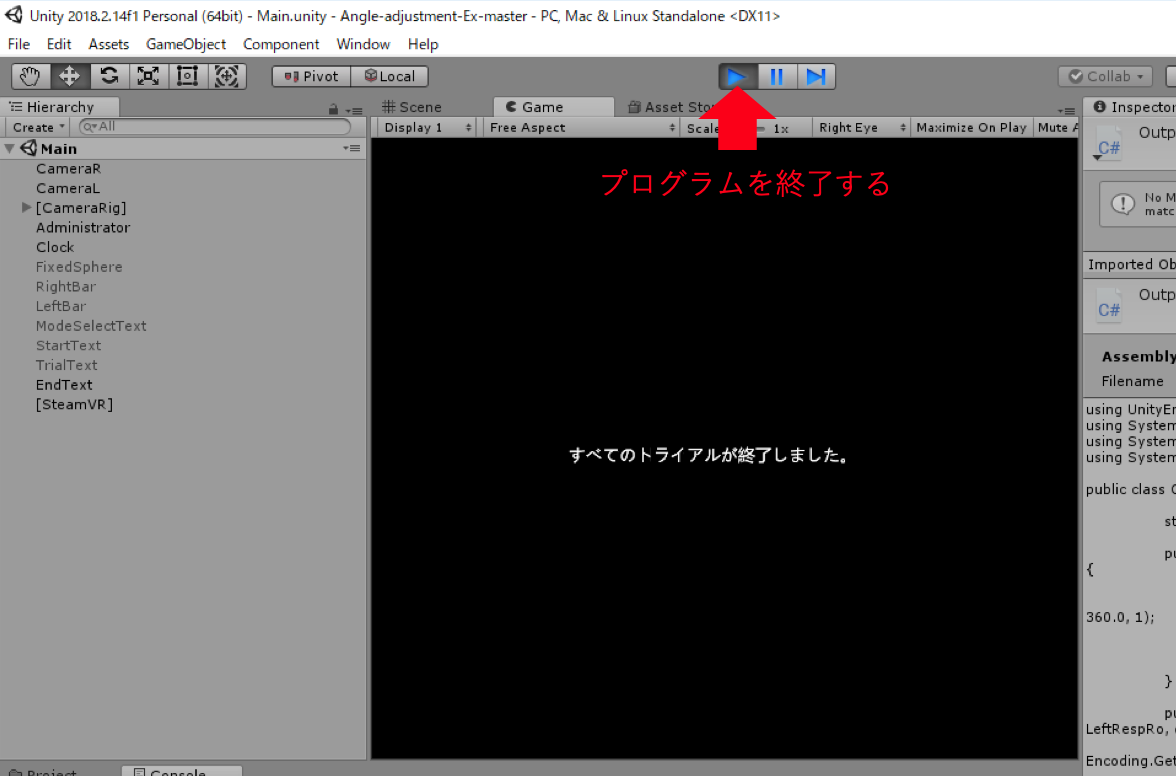 Unity 2018.2.14f1 Personal (64bit) - Main.unity - Angle-adjustment-Ex-master - PC, Mac & Linux Standalone <DX11>
File Edit Assets GameObject Component Window Help
Pivot Local Collab
Hierarchy Scene Game Asset Sto Inspector
Create All Display 1 Free Aspect Scale 1x Right Eye Maximize On Play Mute A
Main
CameraR
CameraL
[CameraRig]
Administrator
Clock
FixedSphere
RightBar
LeftBar
ModeSelectText
StartText
TrialText
EndText
[SteamVR]
プログラムを終了する
すべてのトライアルが終了しました。
Outp
C#
No M
matc
Imported Ob
Outp
C#
Assembly
Filename
using UnityEn
using System
using System
using System
public class
st
pu
{
360.0, 1);
}
pu
LeftRespRo,
Encoding.Get
Project Console